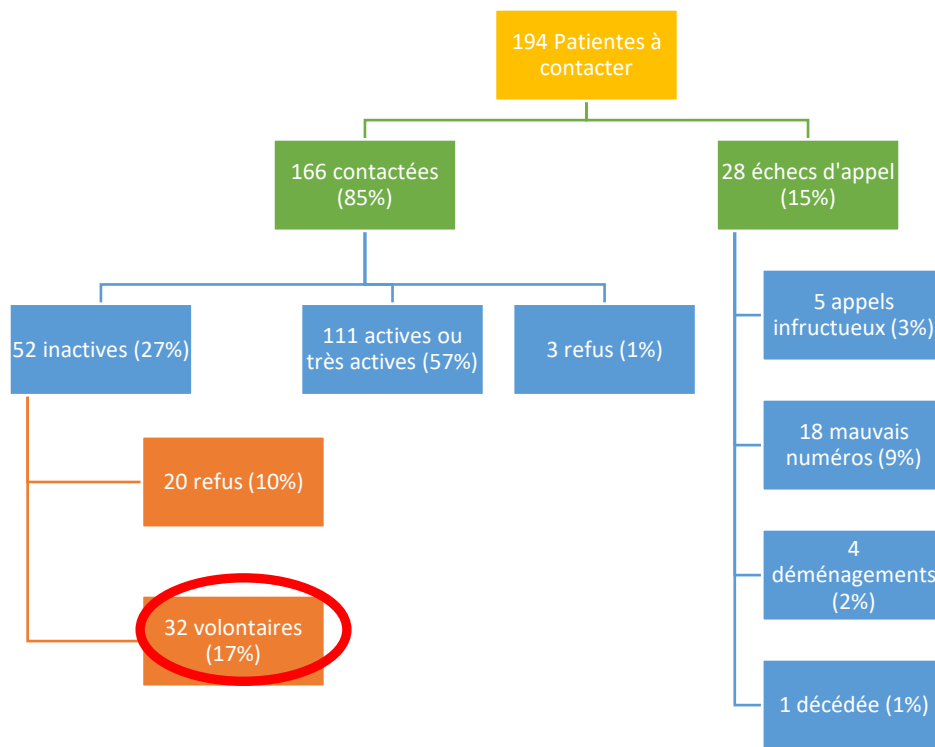 194 Patientes à
contacter
166 contactées
(85%)
28 échecs d'appel
(15%)
52 inactives (27%)
111 actives ou
très actives (57%)
3 refus (1%)
20 refus (10%)
32 volontaires
(17%)
5 appels
infructueux (3%)
18 mauvais
numéros (9%)
4
déménagements
(2%)
1 décédée (1%)